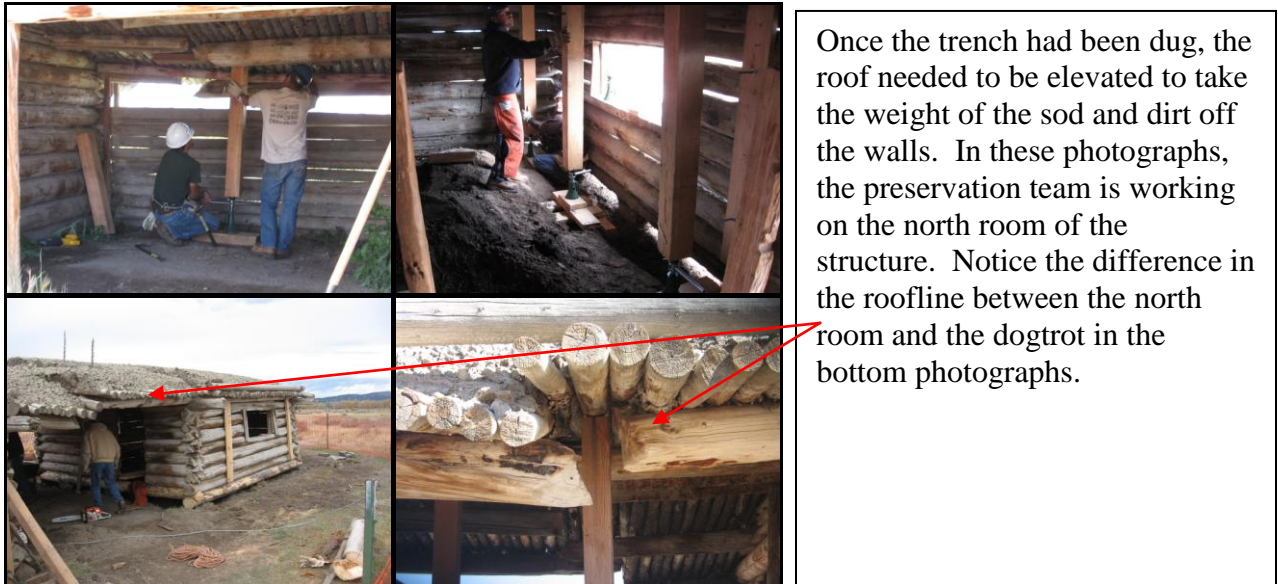 Once the trench had been dug, the
roof needed to be elevated to take
the weight of the sod and dirt off
the walls.  In these photographs,
the preservation team is working
on the north room of the
structure.  Notice the difference in
the roofline between the north
room and the dogtrot in the
bottom photographs.